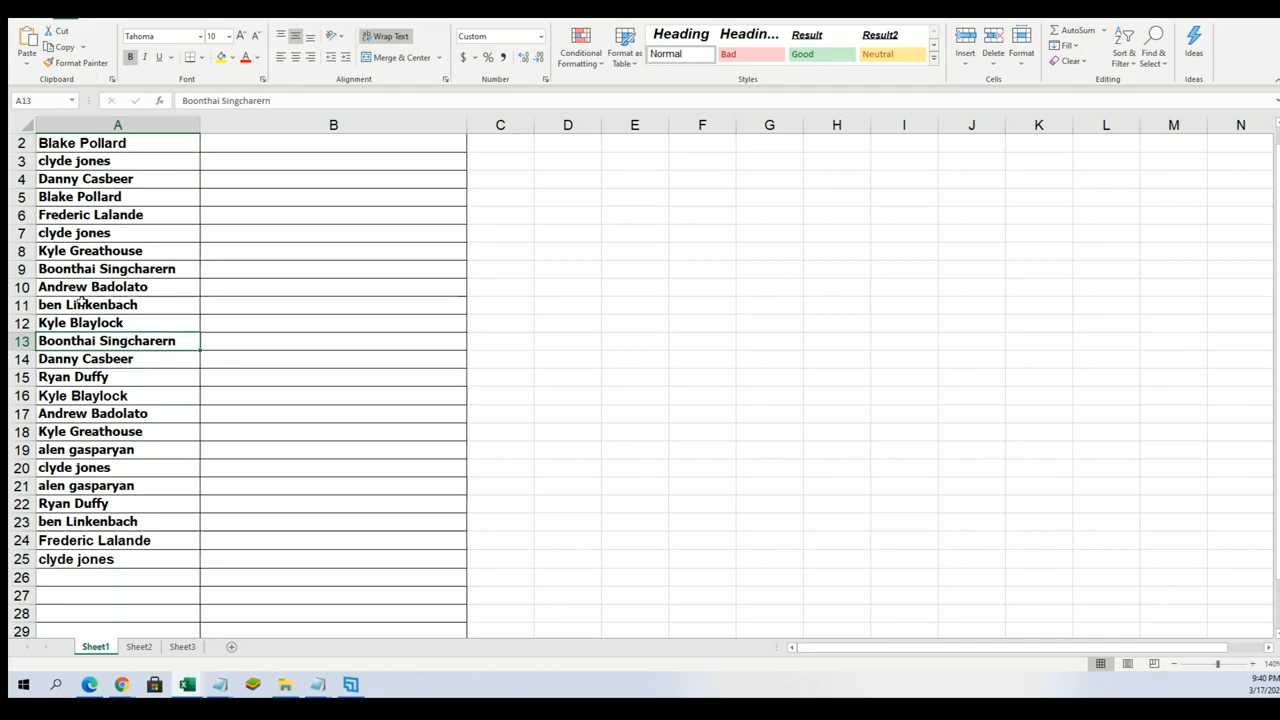 Cut
Copy
Format Painter
Paste
Clipboard
Tahoma 10
B I U
Font
Wrap Text
Merge & Center
Alignment
Custom
$ % ,
Number
Conditional Formatting
Format as Table
Heading Headin... Result Result2
Normal Bad Good Neutral
Styles
Insert Delete Format
Cells
AutoSum
Fill
Clear
Sort & Filter
Find & Select
Editing
Ideas
Ideas
A13 fx Boonthai Singcharern
A B C D E F G H I J K L M N
2 Blake Pollard
3 clyde jones
4 Danny Casbeer
5 Blake Pollard
6 Frederic Lalande
7 clyde jones
8 Kyle Greathouse
9 Boonthai Singcharern
10 Andrew Badolato
11 ben Linkenbach
12 Kyle Blaylock
13 Boonthai Singcharern
14 Danny Casbeer
15 Ryan Duffy
16 Kyle Blaylock
17 Andrew Badolato
18 Kyle Greathouse
19 alen gasparyan
20 clyde jones
21 alen gasparyan
22 Ryan Duffy
23 ben Linkenbach
24 Frederic Lalande
25 clyde jones
26
27
28
29
Sheet1 Sheet2 Sheet3
140%
9:40 PM
3/17/202